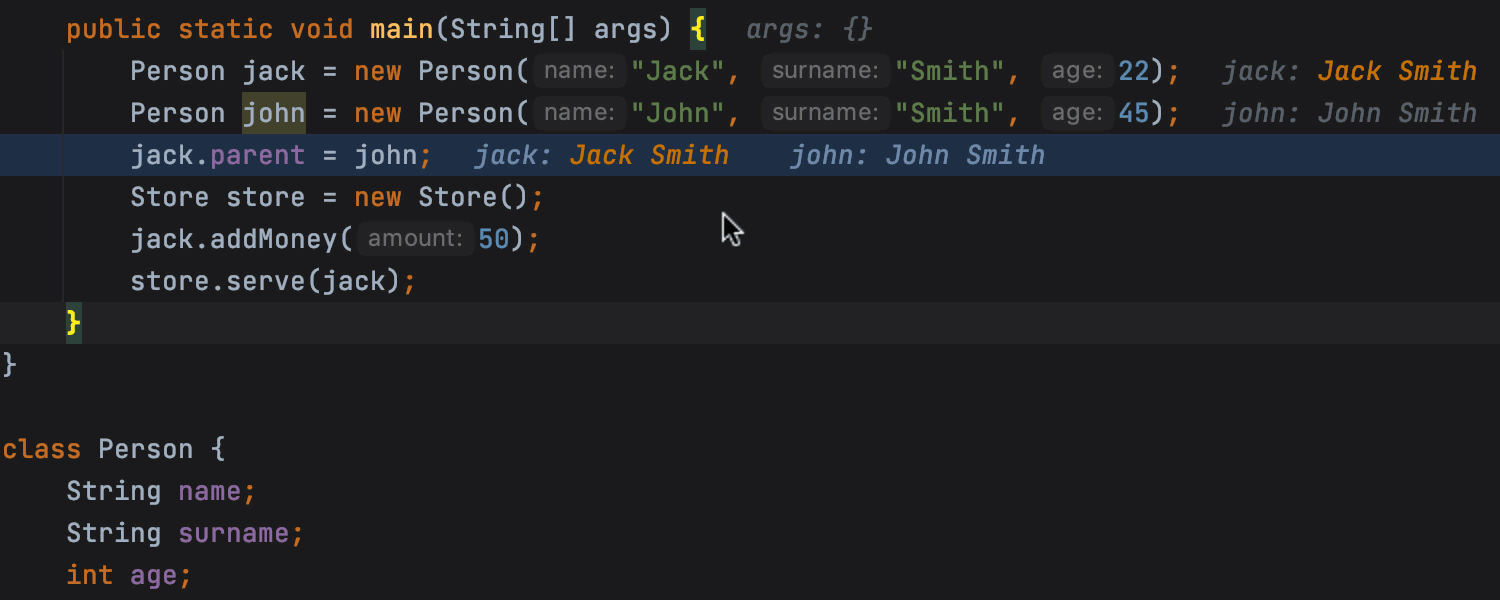 public static void main(String[] args) { args: {}
Person jack = new Person( name: "Jack", surname: "Smith", age: 22); jack: Jack Smith
Person john = new Person( name: "John", surname: "Smith", age: 45); john: John Smith
jack.parent = john; jack: Jack Smith john: John Smith
Store store = new Store();
jack.addMoney( amount: 50);
store.serve(jack);
}
}
class Person {
String name;
String surname;
int age;